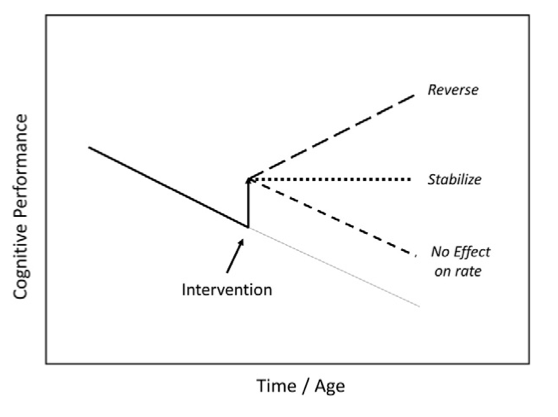 Reverse
Cognitive Performance
Stabilize
No Effect
on rate
Intervention
Time / Age